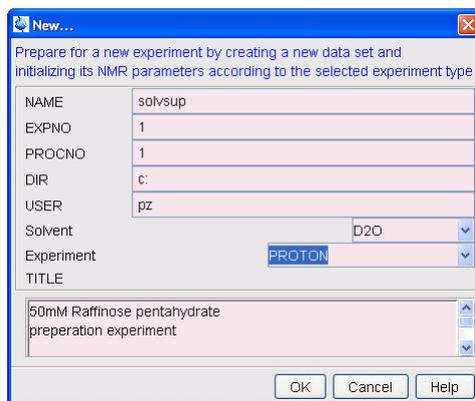 New...
Prepare for a new experiment by creating a new data set and
initializing its NMR parameters according to the selected experiment type
NAME solvsup
EXPNO 1
PROCNO 1
DIR c:
USER pz
Solvent D2O
Experiment PROTON
TITLE
50mM Raffinose pentahydrate
preperation experiment
OK Cancel Help